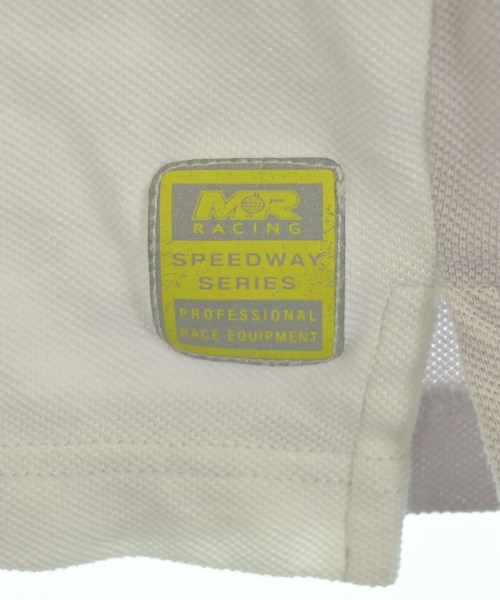 MR
RACING
SPEEDWAY
SERIES
PROFESSIONAL
RACE EQUIPMENT